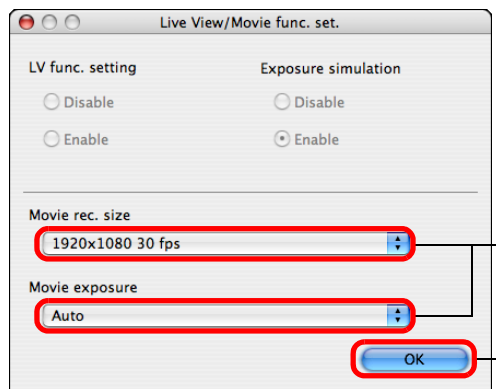 Live View/Movie func. set.
LV func. setting
Exposure simulation
Disable
Disable
Enable
Enable
Movie rec. size
1920x1080 30 fps
Movie exposure
Auto
OK